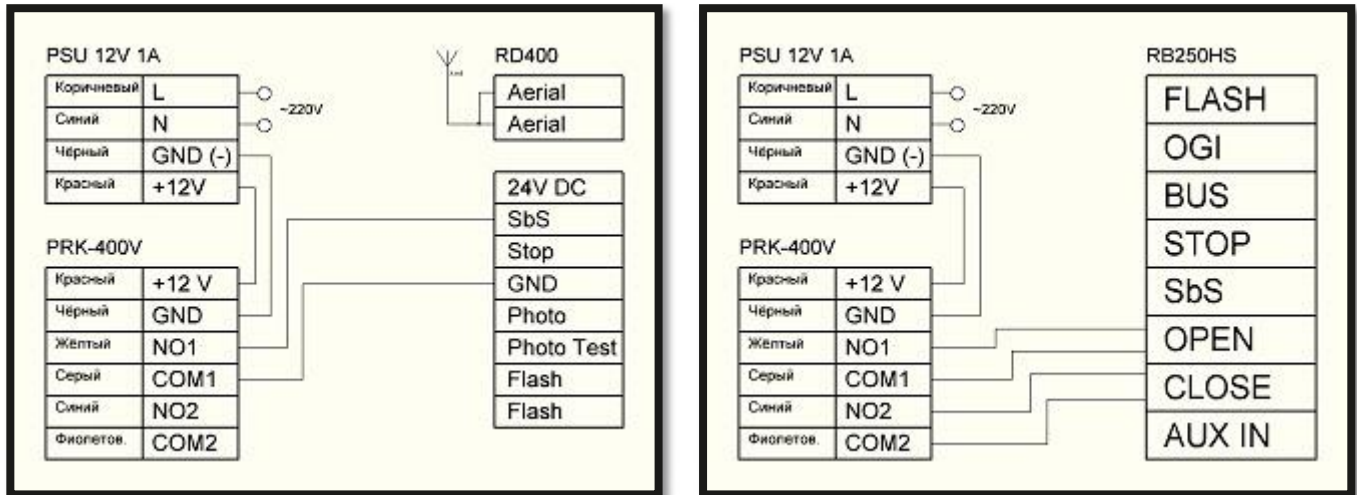 PSU 12V 1A
Коричневый L
Синий N
Чёрный GND (-)
Красный +12V
~220V
PRK-400V
Красный +12 V
Чёрный GND
Жёлтый NO1
Серый COM1
Синий NO2
Фиолетов. COM2
RD400
Aerial
Aerial
24V DC
SbS
Stop
GND
Photo
Photo Test
Flash
Flash
PSU 12V 1A
Коричневый L
Синий N
Чёрный GND (-)
Красный +12V
~220V
PRK-400V
Красный +12 V
Чёрный GND
Жёлтый NO1
Серый COM1
Синий NO2
Фиолетов. COM2
RB250HS
FLASH
OGI
BUS
STOP
SbS
OPEN
CLOSE
AUX IN